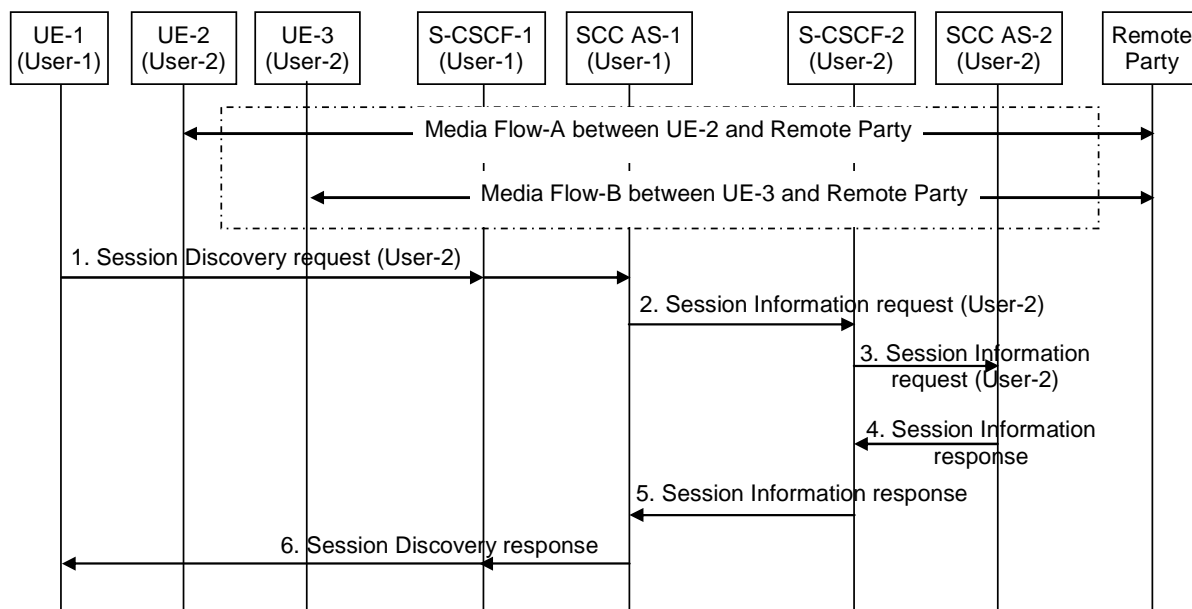 UE-1
(User-1)
UE-2
(User-2)
UE-3
(User-2)
S-CSCF-1
(User-1)
SCC AS-1
(User-1)
S-CSCF-2
(User-2)
SCC AS-2
(User-2)
Remote
Party
Media Flow-A between UE-2 and Remote Party
Media Flow-B between UE-3 and Remote Party
1. Session Discovery request (User-2)
2. Session Information request (User-2)
3. Session Information
request (User-2)
4. Session Information
response
5. Session Information response
6. Session Discovery response